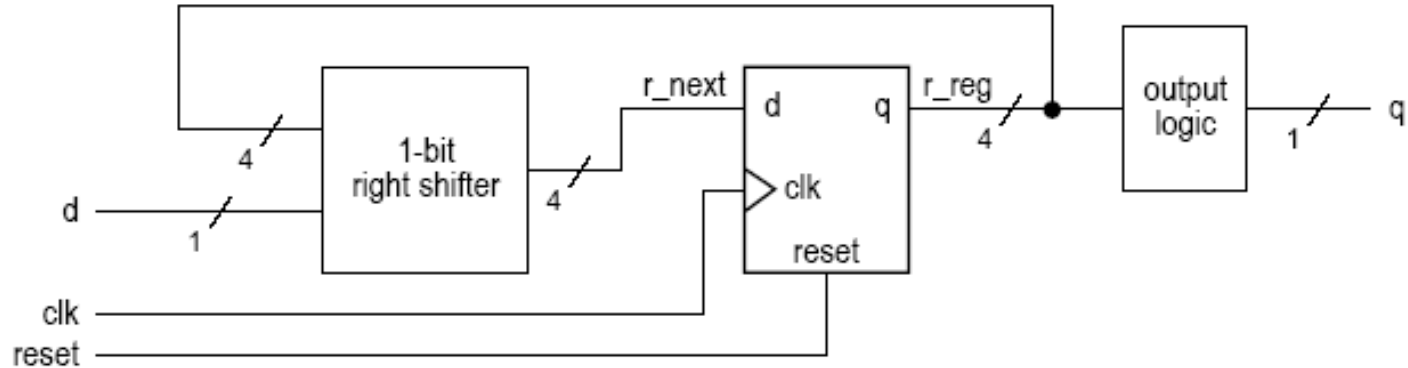 r_next
d
q
r_reg
4
output
logic
1
q
4
1-bit
right shifter
4
clk
d
1
reset
clk
reset